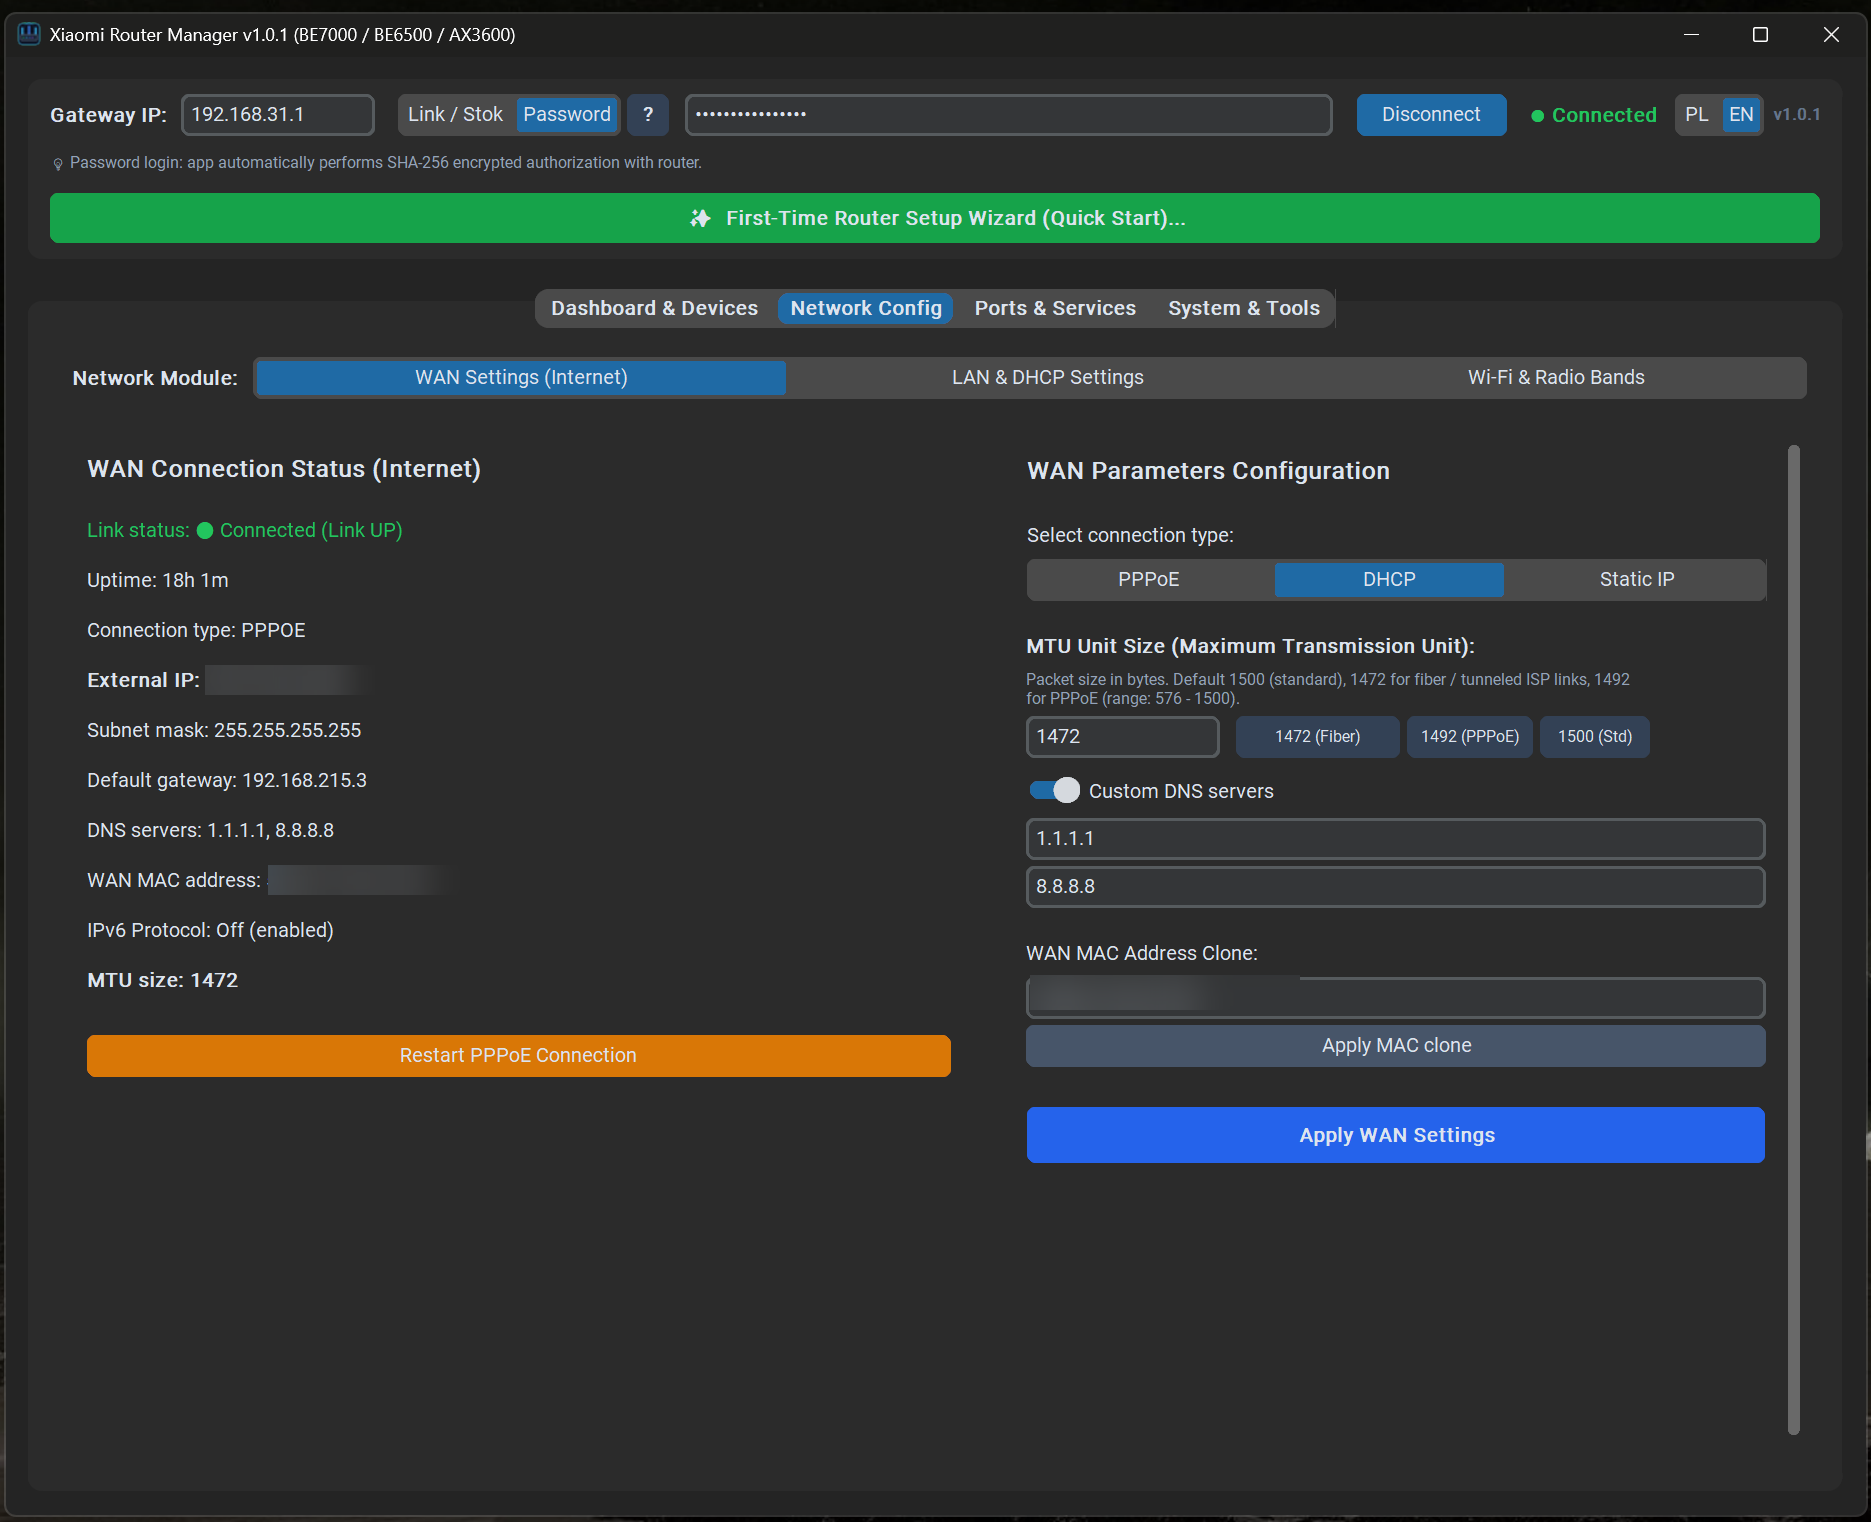 Xiaomi Router Manager v1.0.1 (BE7000 / BE6500 / AX3600)
Gateway IP: 192.168.31.1 Link / Stok Password ? ••••••••••••••• Disconnect ● Connected PL EN v1.0.1
Password login: app automatically performs SHA-256 encrypted authorization with router.
First-Time Router Setup Wizard (Quick Start)...
Dashboard & Devices Network Config Ports & Services System & Tools
Network Module: WAN Settings (Internet) LAN & DHCP Settings Wi-Fi & Radio Bands
WAN Connection Status (Internet)
Link status: ● Connected (Link UP)
Uptime: 18h 1m
Connection type: PPPOE
External IP:
Subnet mask: 255.255.255.255
Default gateway: 192.168.215.3
DNS servers: 1.1.1.1, 8.8.8.8
WAN MAC address:
IPv6 Protocol: Off (enabled)
MTU size: 1472
Restart PPPoE Connection
WAN Parameters Configuration
Select connection type:
PPPoE DHCP Static IP
MTU Unit Size (Maximum Transmission Unit):
Packet size in bytes. Default 1500 (standard), 1472 for fiber / tunneled ISP links, 1492
for PPPoE (range: 576 - 1500).
1472 1472 (Fiber) 1492 (PPPoE) 1500 (Std)
Custom DNS servers
1.1.1.1
8.8.8.8
WAN MAC Address Clone:
Apply MAC clone
Apply WAN Settings